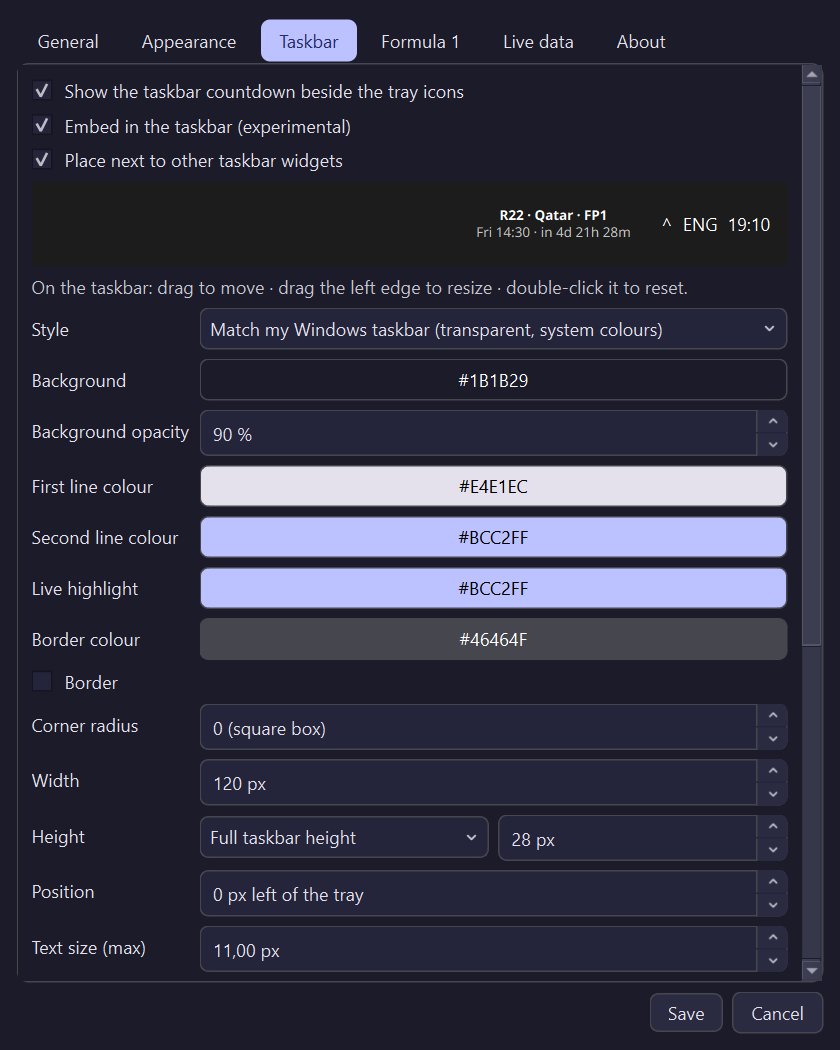 General Appearance Taskbar Formula 1 Live data About
Show the taskbar countdown beside the tray icons
Embed in the taskbar (experimental)
Place next to other taskbar widgets
R22 · Qatar · FP1
Fri 14:30 · in 4d 21h 28m
^ ENG 19:10
On the taskbar: drag to move · drag the left edge to resize · double-click it to reset.
Style Match my Windows taskbar (transparent, system colours)
Background #1B1B29
Background opacity 90 %
First line colour #E4E1EC
Second line colour #BCC2FF
Live highlight #BCC2FF
Border colour #46464F
Border
Corner radius 0 (square box)
Width 120 px
Height Full taskbar height 28 px
Position 0 px left of the tray
Text size (max) 11,00 px
Save Cancel